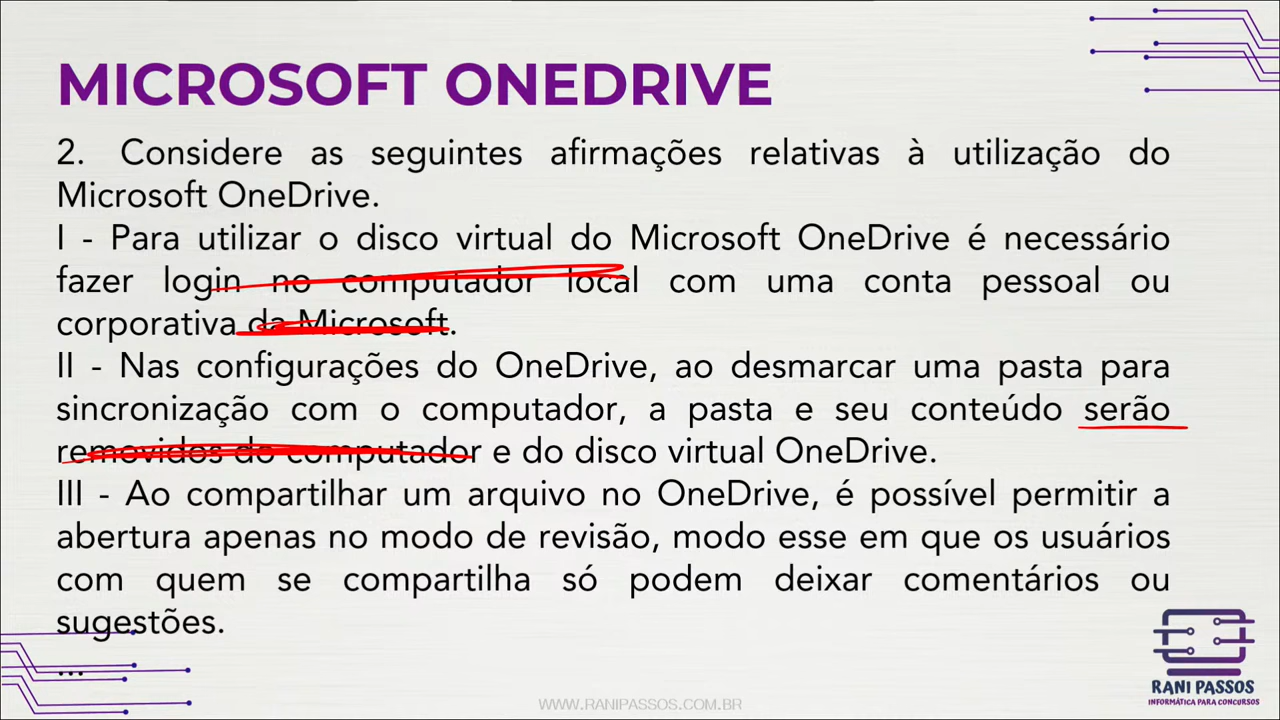 MICROSOFT ONEDRIVE
2. Considere as seguintes afirmações relativas à utilização do
Microsoft OneDrive.
I - Para utilizar o disco virtual do Microsoft OneDrive é necessário
fazer login no computador local com uma conta pessoal ou
corporativa da Microsoft.
II - Nas configurações do OneDrive, ao desmarcar uma pasta para
sincronização com o computador, a pasta e seu conteúdo serão
removidos do computador e do disco virtual OneDrive.
III - Ao compartilhar um arquivo no OneDrive, é possível permitir a
abertura apenas no modo de revisão, modo esse em que os usuários
com quem se compartilha só podem deixar comentários ou
sugestões.
...
RANI PASSOS
INFORMÁTICA PARA CONCURSOS
WWW.RANIPASSOS.COM.BR